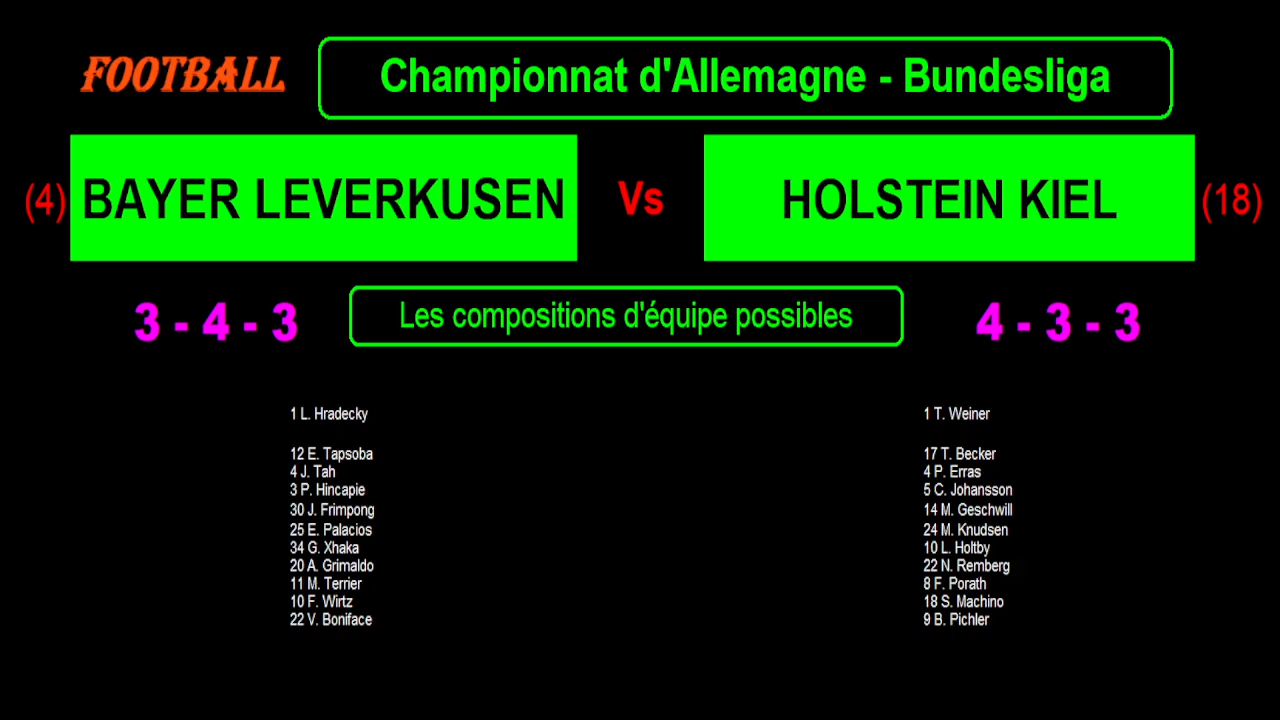 FOOTBALL
Championnat d'Allemagne - Bundesliga
(4) BAYER LEVERKUSEN Vs HOLSTEIN KIEL (18)
3 - 4 - 3
Les compositions d'équipe possibles
4 - 3 - 3
1 L. Hradecky
12 E. Tapsoba
4 J. Tah
3 P. Hincapie
30 J. Frimpong
25 E. Palacios
34 G. Xhaka
20 A. Grimaldo
11 M. Terrier
10 F. Wirtz
22 V. Boniface
1 T. Weiner
17 T. Becker
4 P. Erras
5 C. Johansson
14 M. Geschwill
24 M. Knudsen
10 L. Holtby
22 N. Remberg
8 F. Porath
18 S. Machino
9 B. Pichler